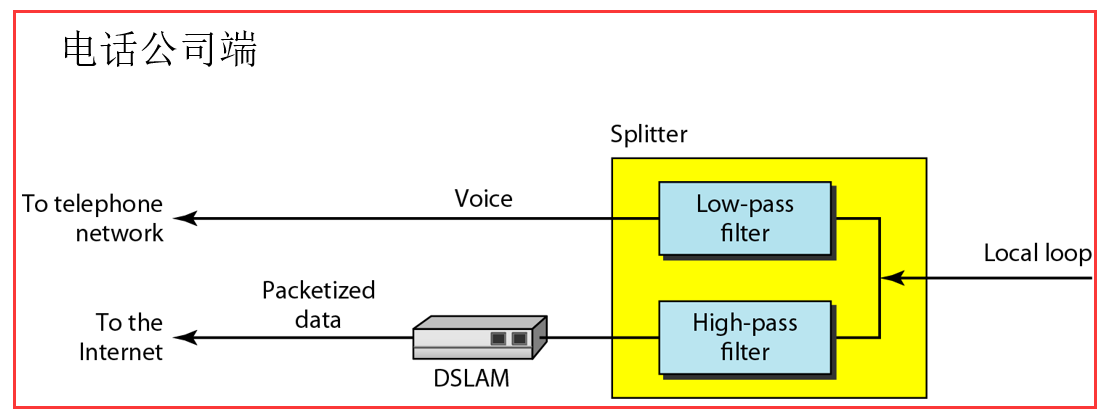 电话公司端
Splitter
To telephone
network
Voice
Low-pass
filter
Local loop
Packetized
data
To the
Internet
High-pass
filter
DSLAM